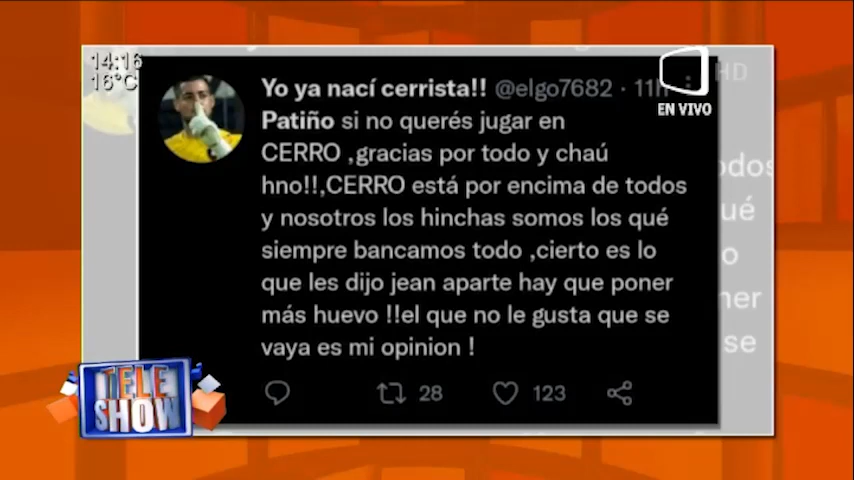 14:16
16°C
HD
EN VIVO
Yo ya nací cerrista!! @elgo7682 · 11h
Patiño si no querés jugar en
CERRO ,gracias por todo y chaú
hno!!,CERRO está por encima de todos
y nosotros los hinchas somos los qué
siempre bancamos todo ,cierto es lo
que les dijo jean aparte hay que poner
más huevo !!el que no le gusta que se
vaya es mi opinion !
28 123
TELE
SHOW